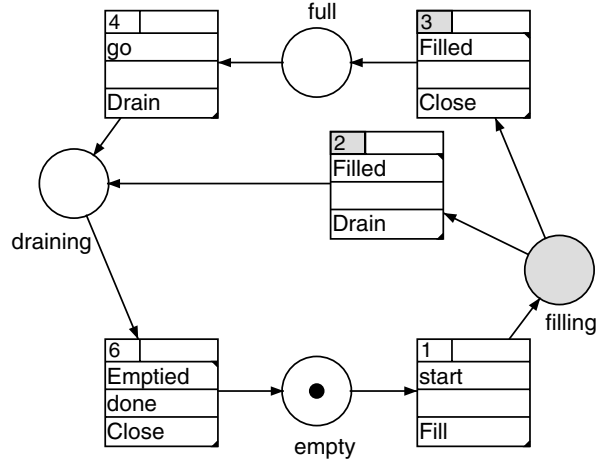 full
4
go
Drain
3
Filled
Close
2
Filled
Drain
draining
filling
6
Emptied
done
Close
empty
1
start
Fill